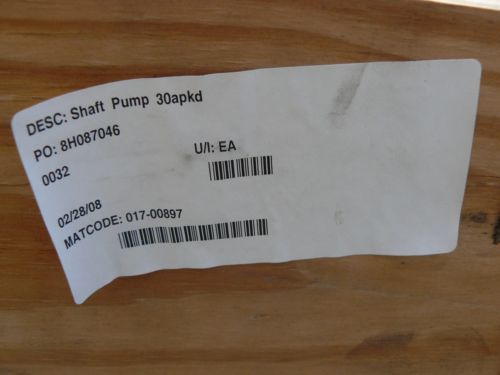 DESC: Shaft Pump 30apkd
PO: 8H087046
0032
U/I: EA
02/28/08
MATCODE: 017-00897